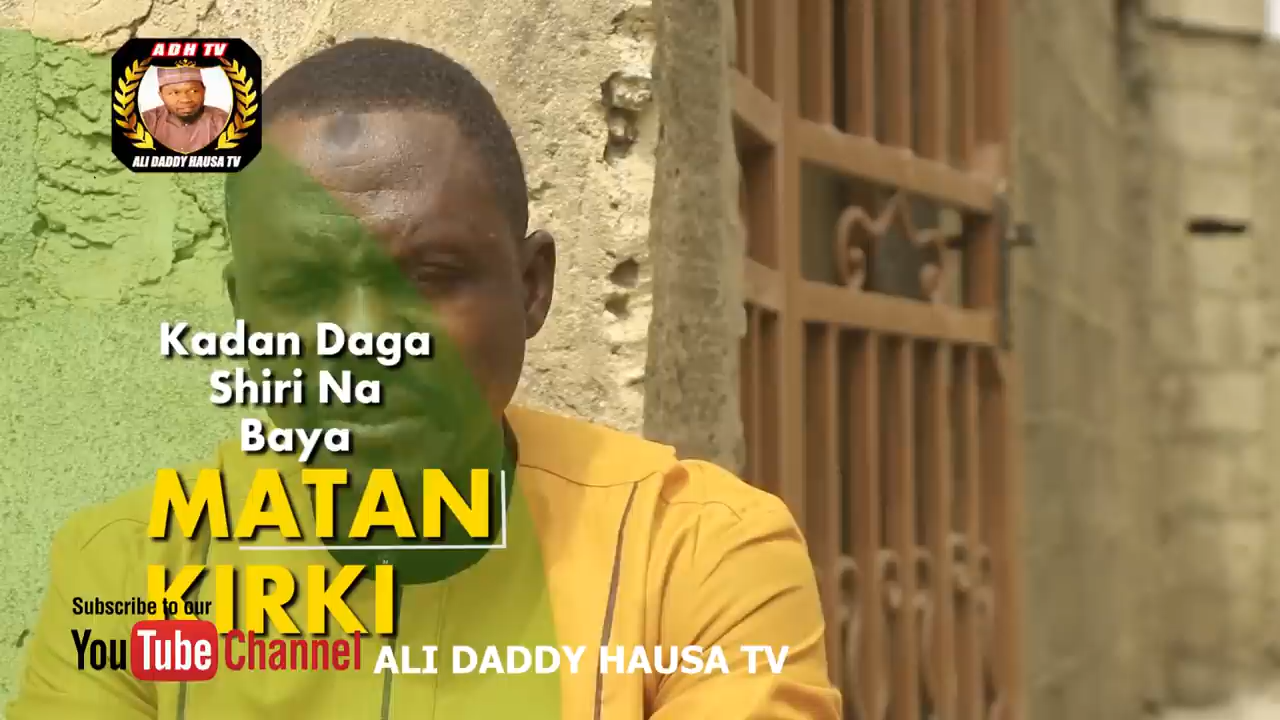 ADH TV
ALI DADDY HAUSA TV
Kadan Daga
Shiri Na
Baya
MATAN
KIRKI
Subscribe to our
YouTube Channel
ALI DADDY HAUSA TV